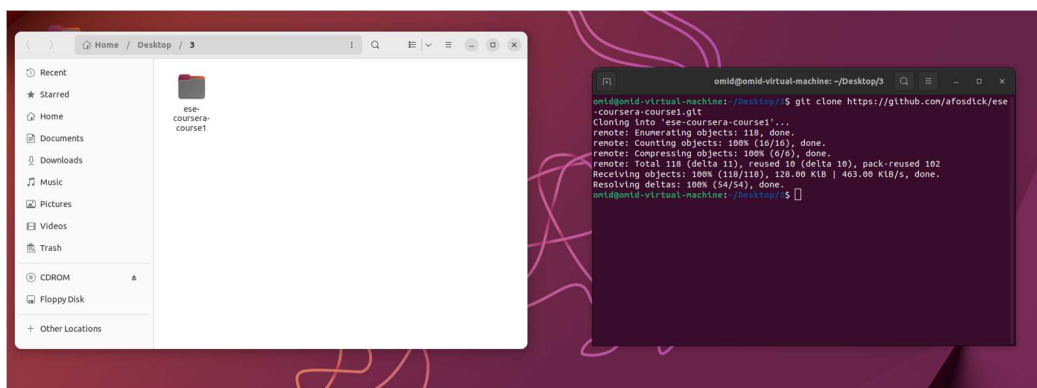 Home / Desktop / 3
Recent
Starred
Home
Documents
Downloads
Music
Pictures
Videos
Trash
CDROM
Floppy Disk
+ Other Locations
ese-
coursera-
course1
omid@omid-virtual-machine: ~/Desktop/3
omid@omid-virtual-machine:~/Desktop/3$ git clone https://github.com/afosdick/ese
-coursera-course1.git
Cloning into 'ese-coursera-course1'...
remote: Enumerating objects: 118, done.
remote: Counting objects: 100% (16/16), done.
remote: Compressing objects: 100% (6/6), done.
remote: Total 118 (delta 11), reused 10 (delta 10), pack-reused 102
Receiving objects: 100% (118/118), 128.00 KiB | 463.00 KiB/s, done.
Resolving deltas: 100% (54/54), done.
omid@omid-virtual-machine:~/Desktop/3$